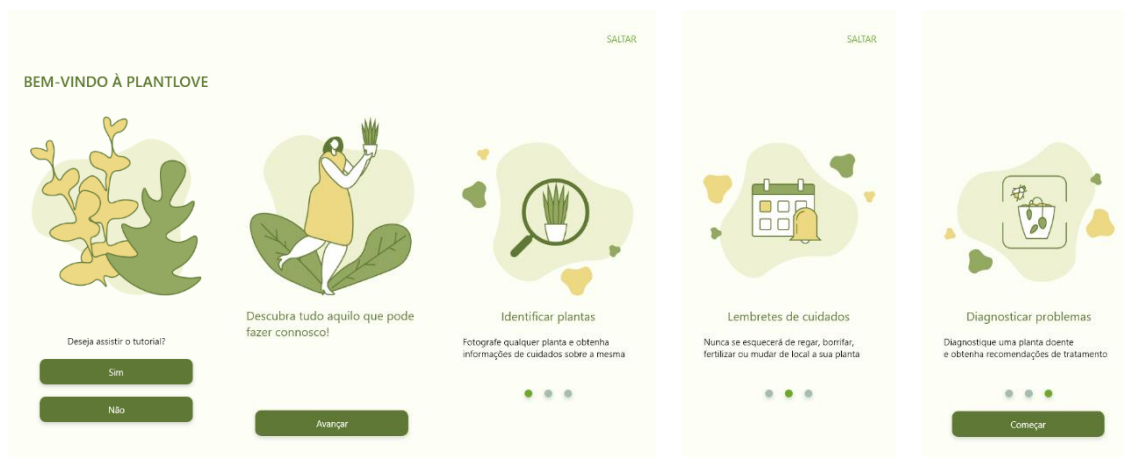 BEM-VINDO À PLANTLOVE
Deseja assistir o tutorial?
Sim
Não
Descubra tudo aquilo que pode
fazer connosco!
Avançar
SALTAR
Identificar plantas
Fotografe qualquer planta e obtenha
informações de cuidados sobre a mesma
SALTAR
Lembretes de cuidados
Nunca se esquecerá de regar, borrifar,
fertilizar ou mudar de local a sua planta
Diagnosticar problemas
Diagnostique uma planta doente
e obtenha recomendações de tratamento
Começar